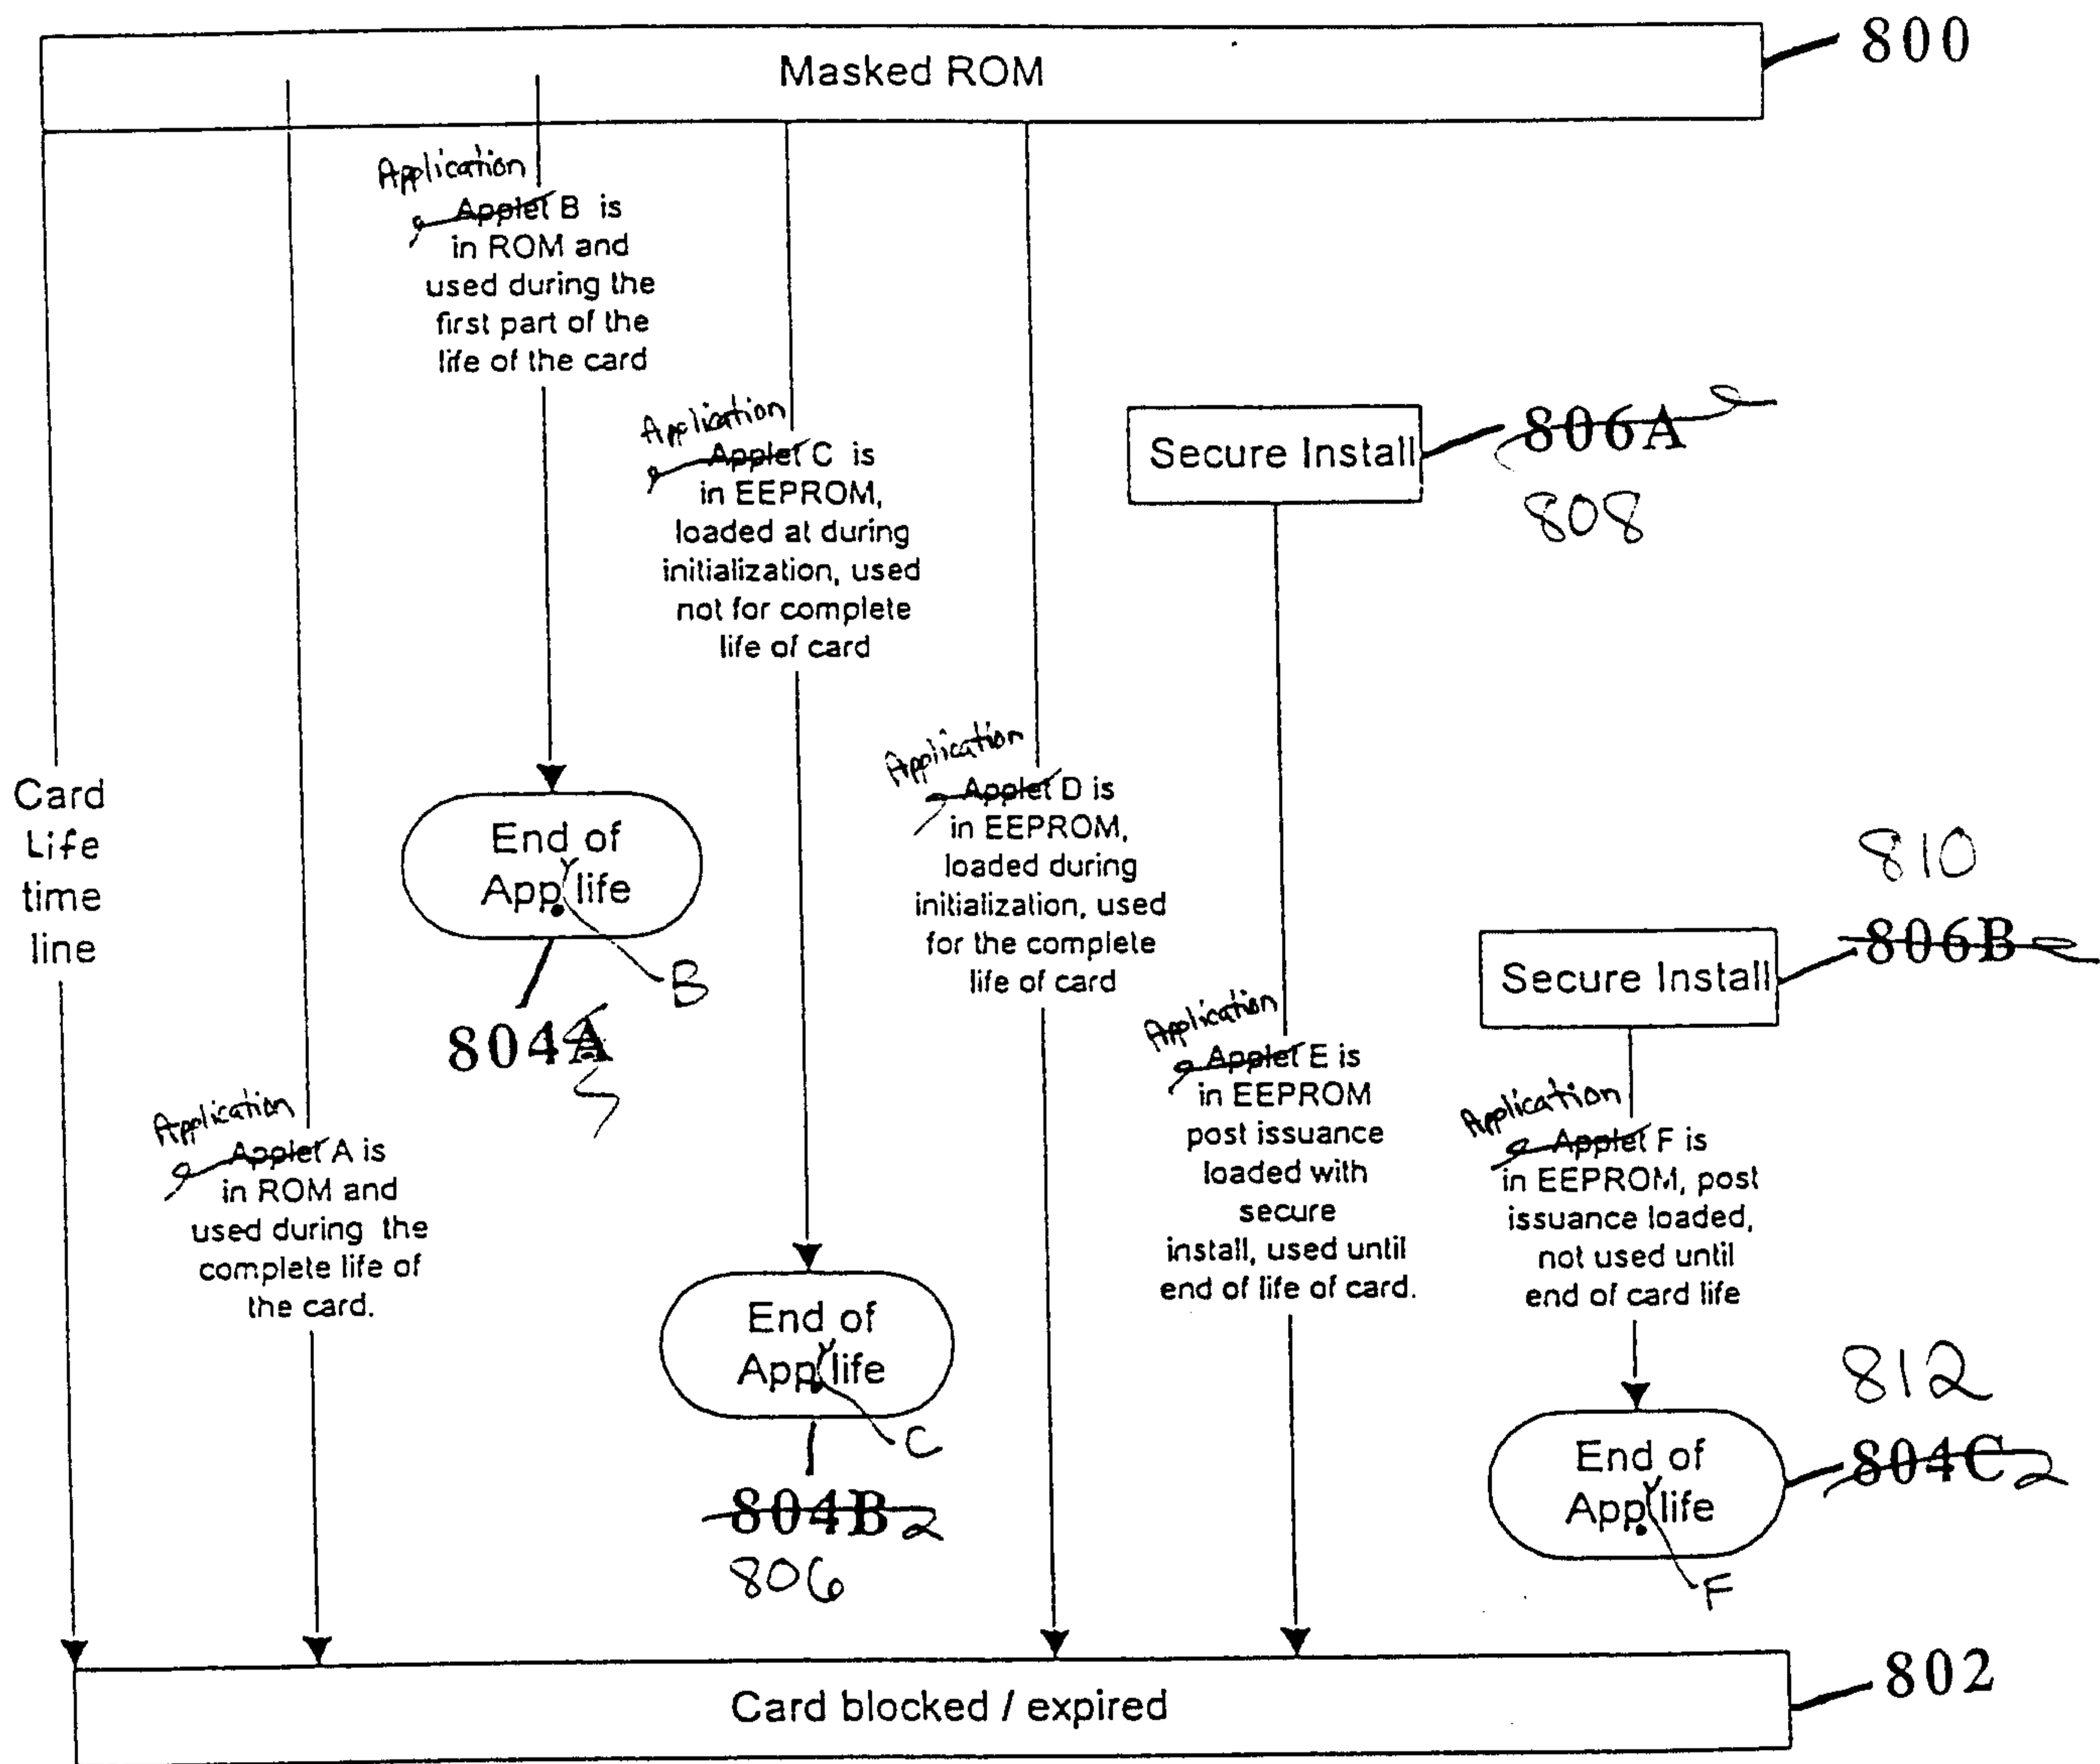 Masked ROM
800
Application
Applet B is
in ROM and
used during the
first part of the
life of the card
Application
Applet C is
in EEPROM,
loaded at during
initialization, used
not for complete
life of card
Secure Install
806A
808
Card
Life
time
line
End of
App. life
B
804A
Application
Applet D is
in EEPROM,
loaded during
initialization, used
for the complete
life of card
810
806B
Secure Install
Application
Applet A is
in ROM and
used during the
complete life of
the card.
Application
Applet E is
in EEPROM
post issuance
loaded with
secure
install, used until
end of life of card.
Application
Applet F is
in EEPROM, post
issuance loaded,
not used until
end of card life
End of
App. life
C
804B
806
812
804C
End of
App. life
F
Card blocked / expired
802